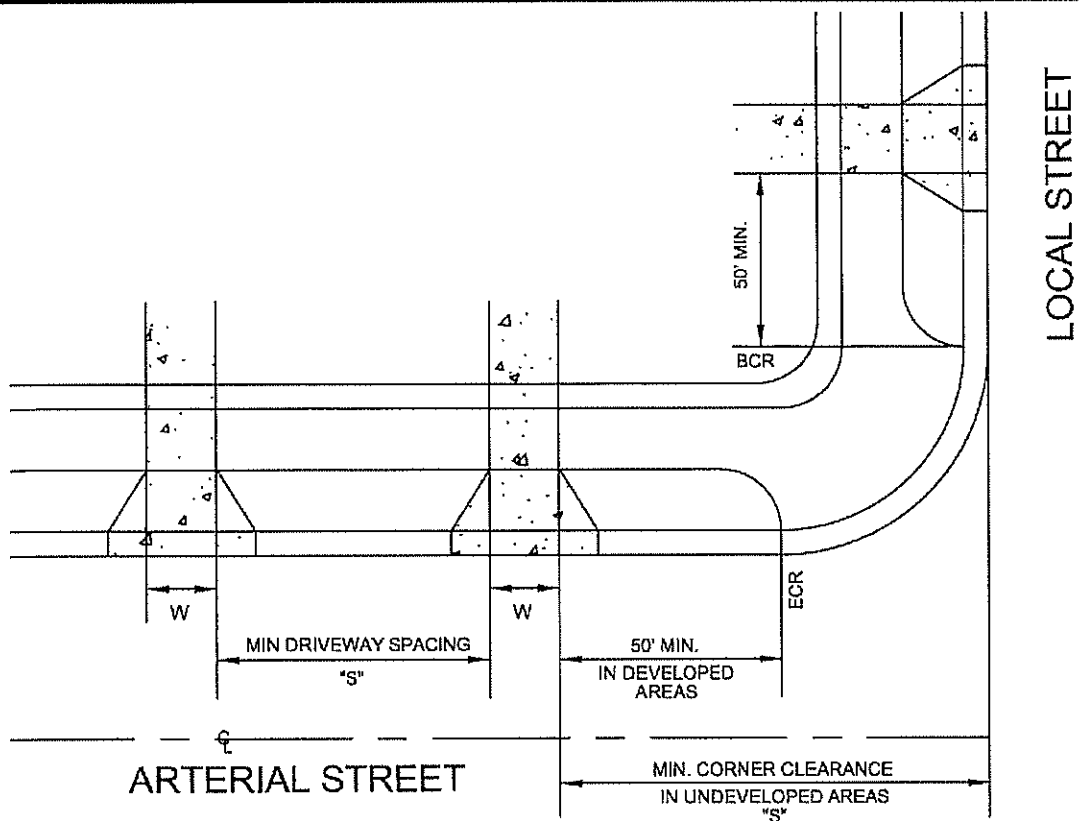 LOCAL STREET
50' MIN.
BCR
W
W
ECR
MIN DRIVEWAY SPACING
"S"
50' MIN.
IN DEVELOPED
AREAS
℄
ARTERIAL STREET
MIN. CORNER CLEARANCE
IN UNDEVELOPED AREAS
"S"